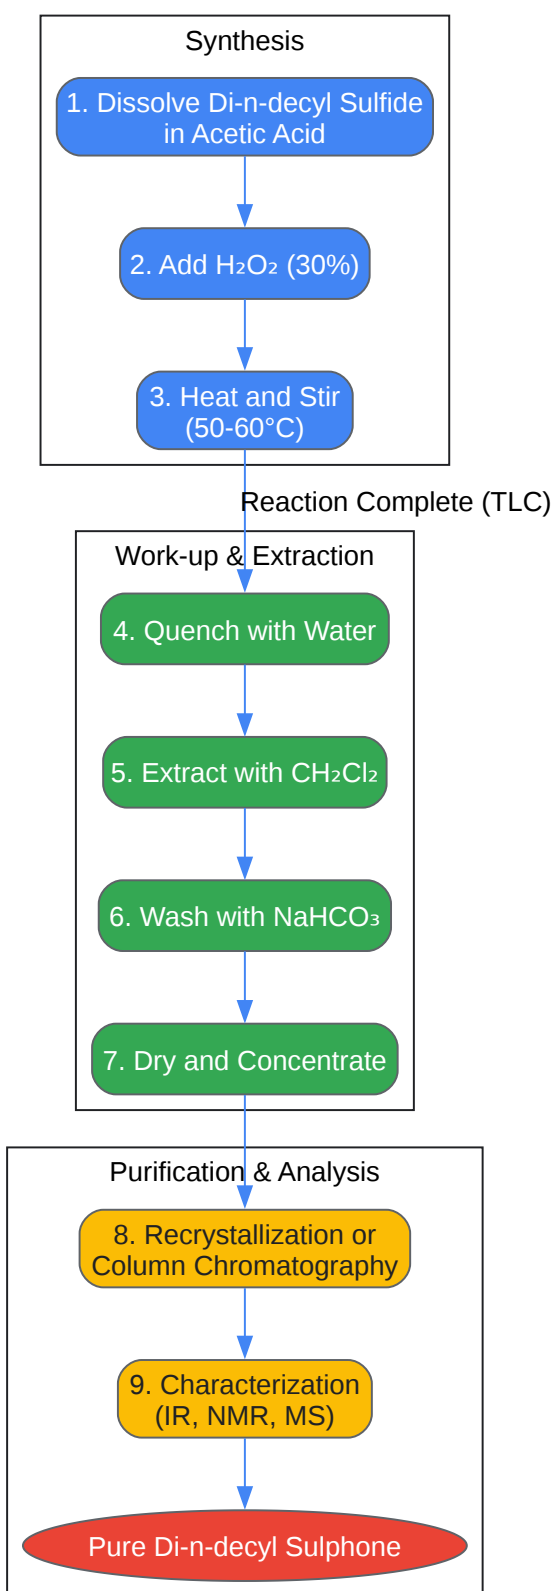 Synthesis
1. Dissolve Di-n-decyl Sulfide
in Acetic Acid
2. Add H₂O₂ (30%)
3. Heat and Stir
(50-60°C)
Reaction Complete (TLC)
Work-up & Extraction
4. Quench with Water
5. Extract with CH₂Cl₂
6. Wash with NaHCO₃
7. Dry and Concentrate
Purification & Analysis
8. Recrystallization or
Column Chromatography
9. Characterization
(IR, NMR, MS)
Pure Di-n-decyl Sulphone